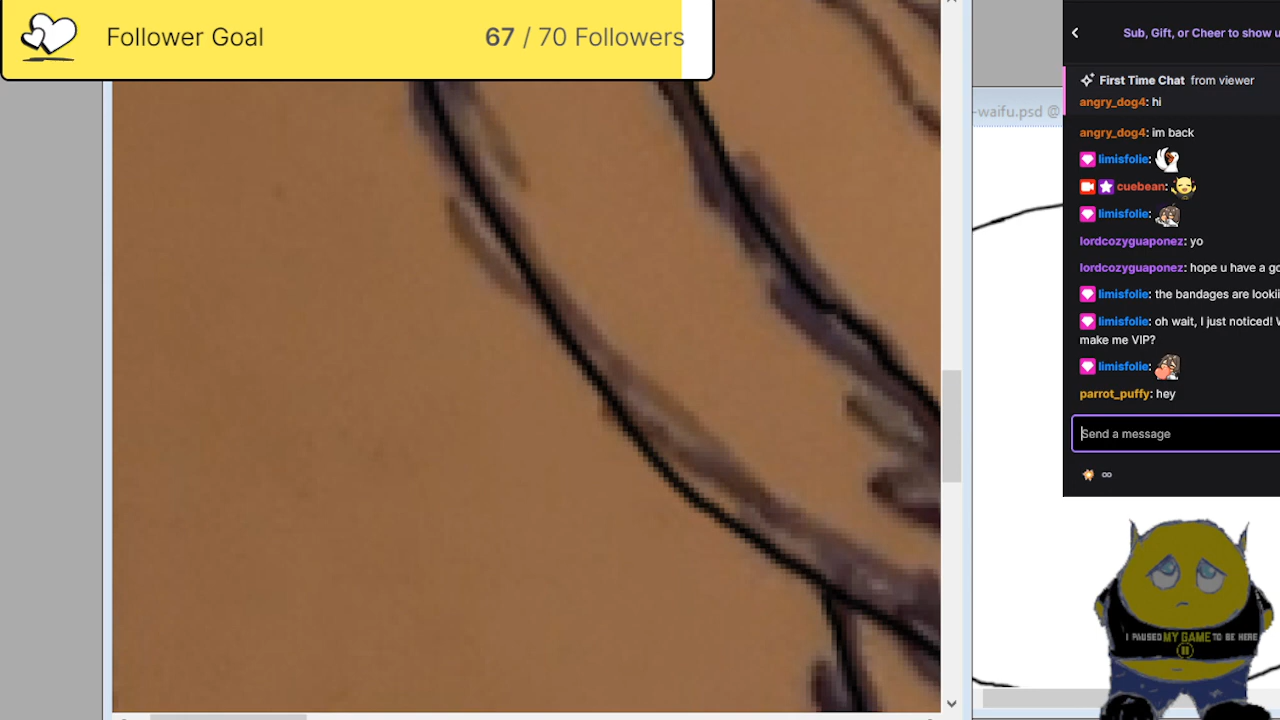 Follower Goal
67 / 70 Followers
-waifu.psd @
Sub, Gift, or Cheer to show u
First Time Chat from viewer
angry_dog4: hi
angry_dog4: im back
limisfolie:
cuebean:
limisfolie:
lordcozyguaponez: yo
lordcozyguaponez: hope u have a go
limisfolie: the bandages are looki
limisfolie: oh wait, I just noticed!
make me VIP?
limisfolie:
parrot_puffy: hey
Send a message
∞
I PAUSED MY GAME TO BE HERE